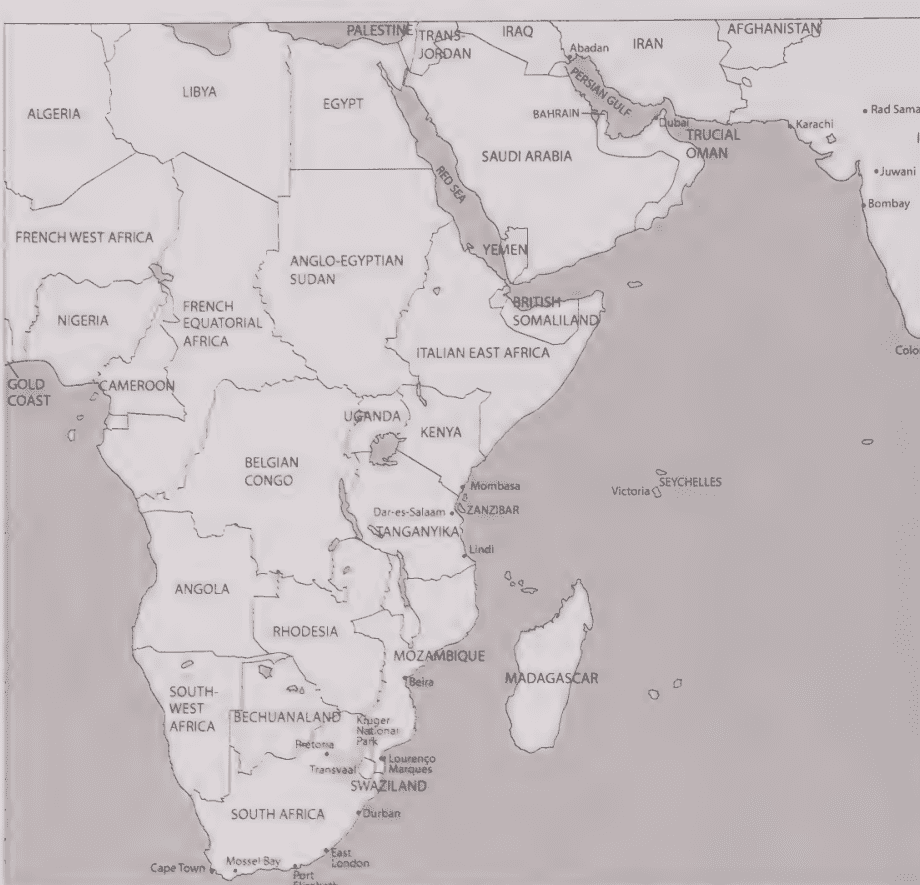 PALESTINE
TRANS-
JORDAN
IRAQ
Abadan
IRAN
AFGHANISTAN
ALGERIA
LIBYA
EGYPT
PERSIAN GULF
BAHRAIN
Dubai
TRUCIAL
OMAN
Karachi
Rad Sama
SAUDI ARABIA
RED SEA
Juwani
Bombay
FRENCH WEST AFRICA
YEMEN
ANGLO-EGYPTIAN
SUDAN
NIGERIA
FRENCH
EQUATORIAL
AFRICA
BRITISH
SOMALILAND
ITALIAN EAST AFRICA
Colo
GOLD
COAST
CAMEROON
UGANDA
KENYA
BELGIAN
CONGO
Mombasa
Victoria
SEYCHELLES
Dar-es-Salaam
ZANZIBAR
TANGANYIKA
Lindi
ANGOLA
RHODESIA
MOZAMBIQUE
Beira
MADAGASCAR
SOUTH-
WEST
AFRICA
BECHUANALAND
Kruger
National
Park
Pretoria
Transvaal
Lourenço
Marques
SWAZILAND
SOUTH AFRICA
Durban
East
London
Cape Town
Mossel Bay
Port
Elizabeth